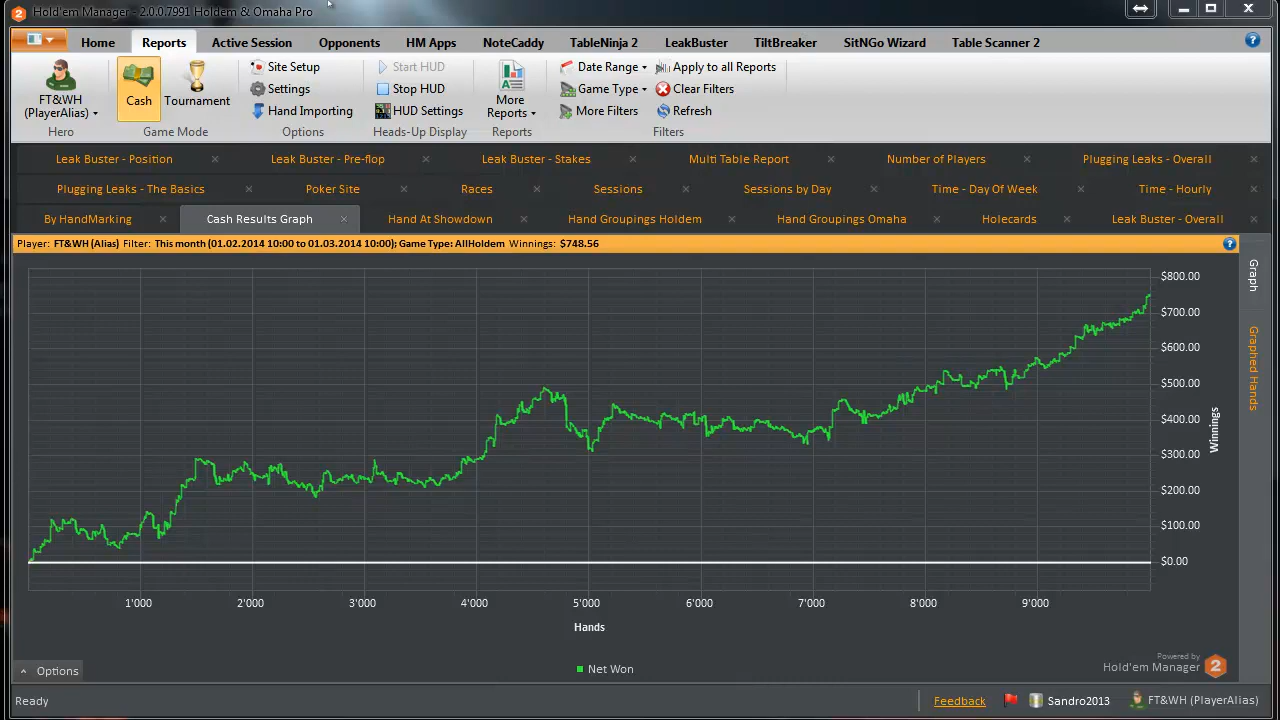 2 Hold'em Manager - 2.0.0.7991 Holdem & Omaha Pro
Home Reports Active Session Opponents HM Apps NoteCaddy TableNinja 2 LeakBuster TiltBreaker SitNGo Wizard Table Scanner 2 ?
FT&WH (PlayerAlias)
Hero
Cash Tournament
Game Mode
Site Setup
Settings
Hand Importing
Options
Start HUD
Stop HUD
HUD Settings
Heads-Up Display
More Reports
Reports
Date Range Apply to all Reports
Game Type Clear Filters
More Filters Refresh
Filters
Leak Buster - Position × Leak Buster - Pre-flop × Leak Buster - Stakes × Multi Table Report × Number of Players × Plugging Leaks - Overall ×
Plugging Leaks - The Basics × Poker Site × Races × Sessions × Sessions by Day × Time - Day Of Week × Time - Hourly ×
By HandMarking × Cash Results Graph × Hand At Showdown × Hand Groupings Holdem × Hand Groupings Omaha × Holecards × Leak Buster - Overall ×
Player: FT&WH (Alias) Filter: This month (01.02.2014 10:00 to 01.03.2014 10:00); Game Type: AllHoldem Winnings: $748.56 ?
Graph
Graphed Hands
$800.00
$700.00
$600.00
$500.00
$400.00
$300.00
$200.00
$100.00
$0.00
Winnings
1'000 2'000 3'000 4'000 5'000 6'000 7'000 8'000 9'000
Hands
Net Won
Options
Powered by
Hold'em Manager 2
Ready
Feedback Sandro2013 FT&WH (PlayerAlias)